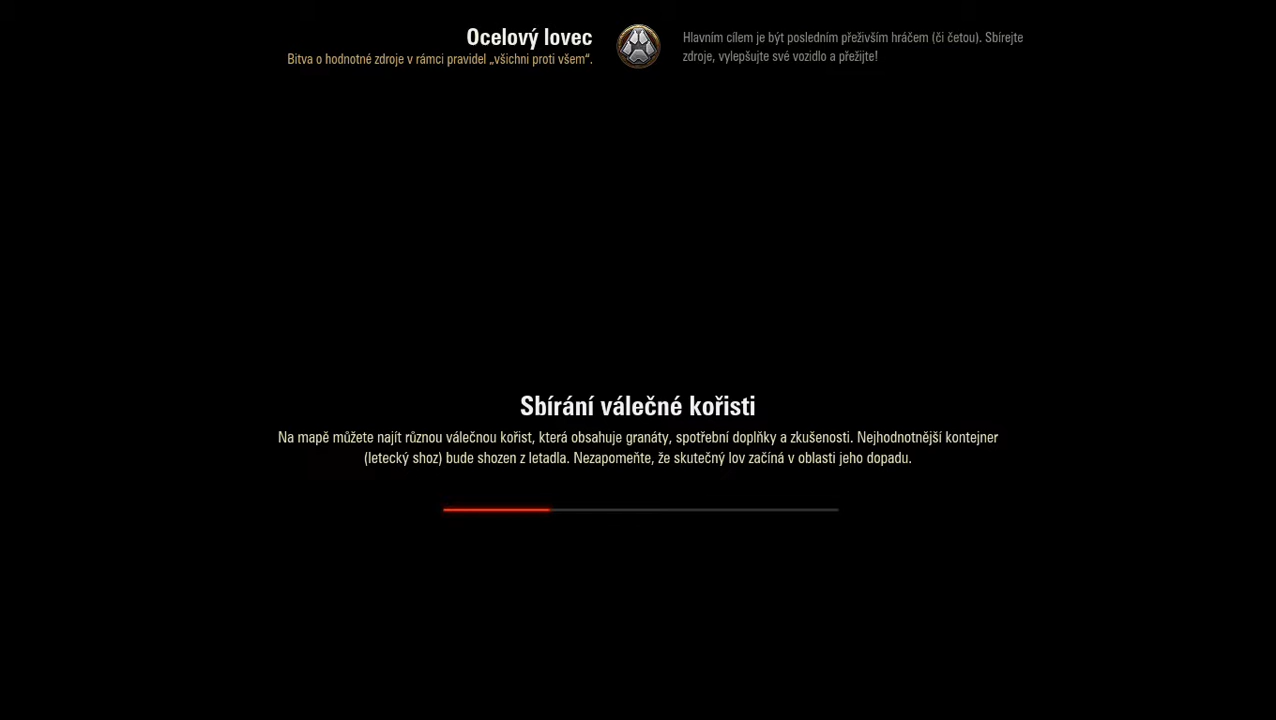 Ocelový lovec
Bitva o hodnotné zdroje v rámci pravidel „všichni proti všem“.
Hlavním cílem je být posledním přeživším hráčem (či četou). Sbírejte
zdroje, vylepšujte své vozidlo a přežijte!
Sbírání válečné kořisti
Na mapě můžete najít různou válečnou kořist, která obsahuje granáty, spotřební doplňky a zkušenosti. Nejhodnotnější kontejner
(letecký shoz) bude shozen z letadla. Nezapomeňte, že skutečný lov začíná v oblasti jeho dopadu.